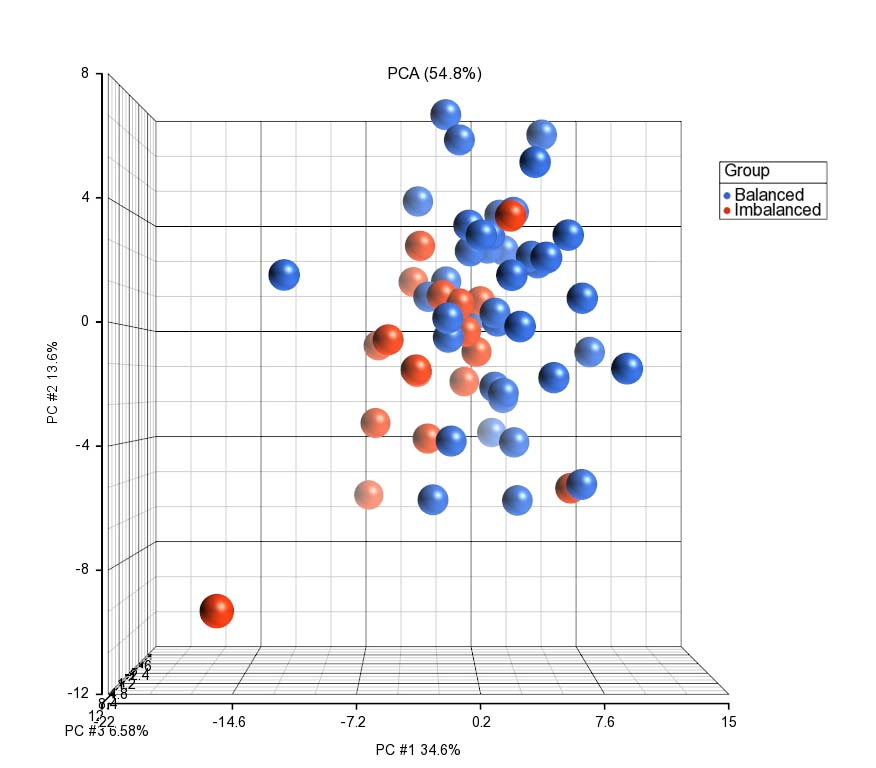 PCA (54.8%)
Group
Balanced
Imbalanced
8
4
0
-4
-8
-12
PC #2 13.6%
-22
-14.6
-7.2
0.2
7.6
15
PC #3 6.58%
PC #1 34.6%